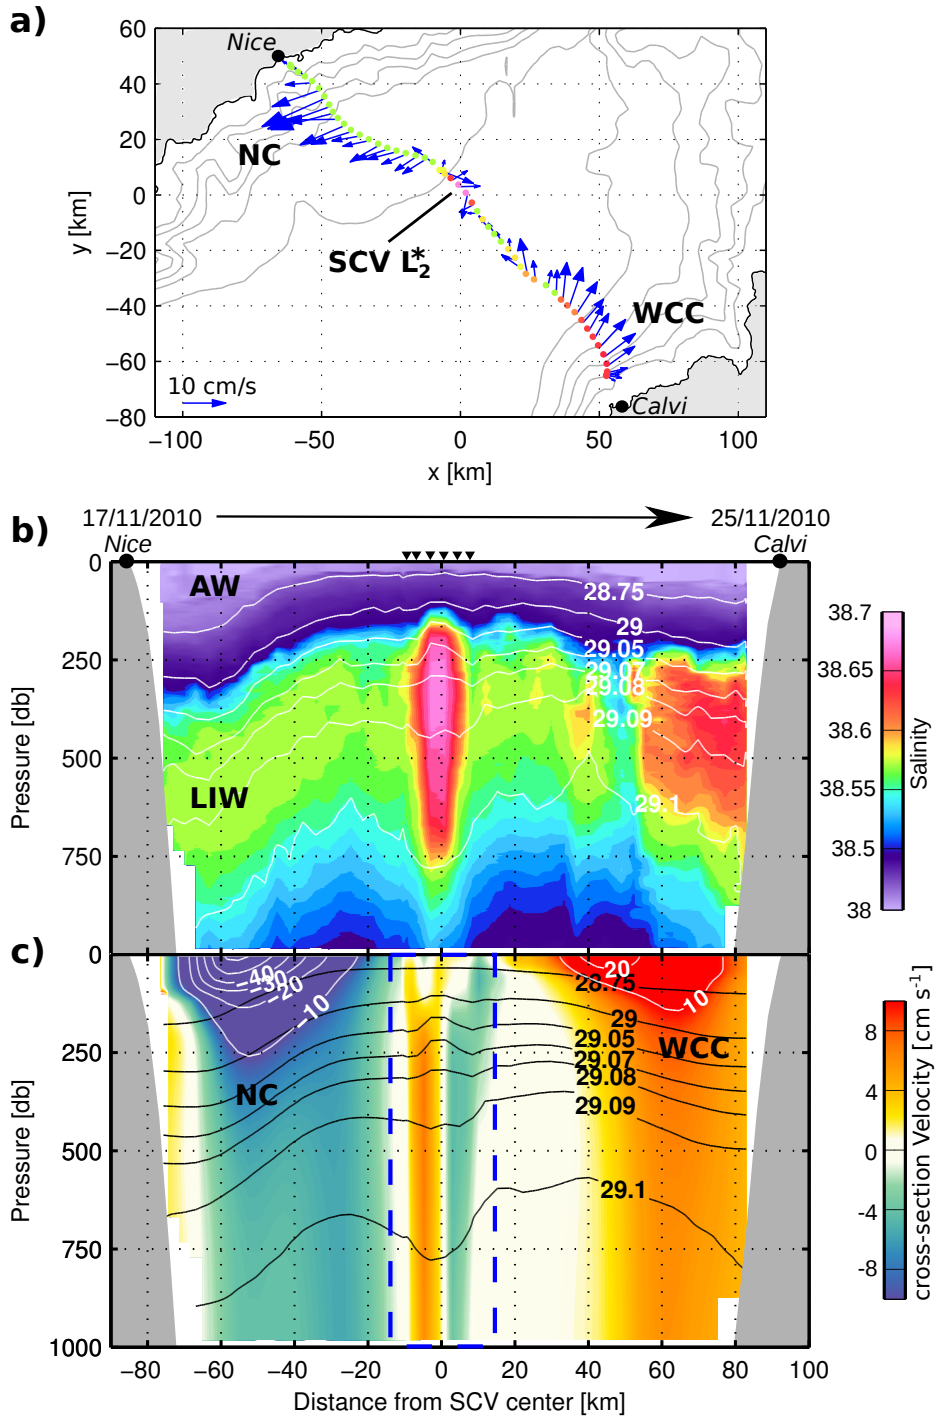 a)
60
40
20
0
−20
−40
−60
−80
y [km]
Nice
NC
SCV L*2
WCC
10 cm/s
Calvi
−100
−50
0
50
100
x [km]
b)
17/11/2010
25/11/2010
Nice
Calvi
0
250
500
750
0
Pressure [db]
AW
LIW
28.75
29
29.05
29.07
29.08
29.09
29.1
38.7
38.65
38.6
38.55
38.5
38
Salinity
c)
250
500
750
1000
Pressure [db]
−40
−30
−20
−10
NC
20
10
WCC
28.75
29
29.05
29.07
29.08
29.09
29.1
8
4
0
-4
-8
cross-section Velocity [cm s-1]
−80
−60
−40
−20
0
20
40
60
80
100
Distance from SCV center [km]